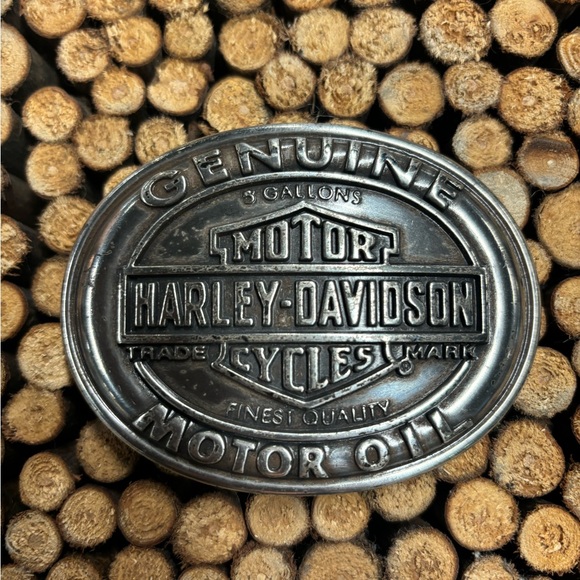 GENUINE
5 GALLONS
MOTOR
HARLEY-DAVIDSON
TRADE CYCLES ® MARK
FINEST QUALITY
MOTOR OIL